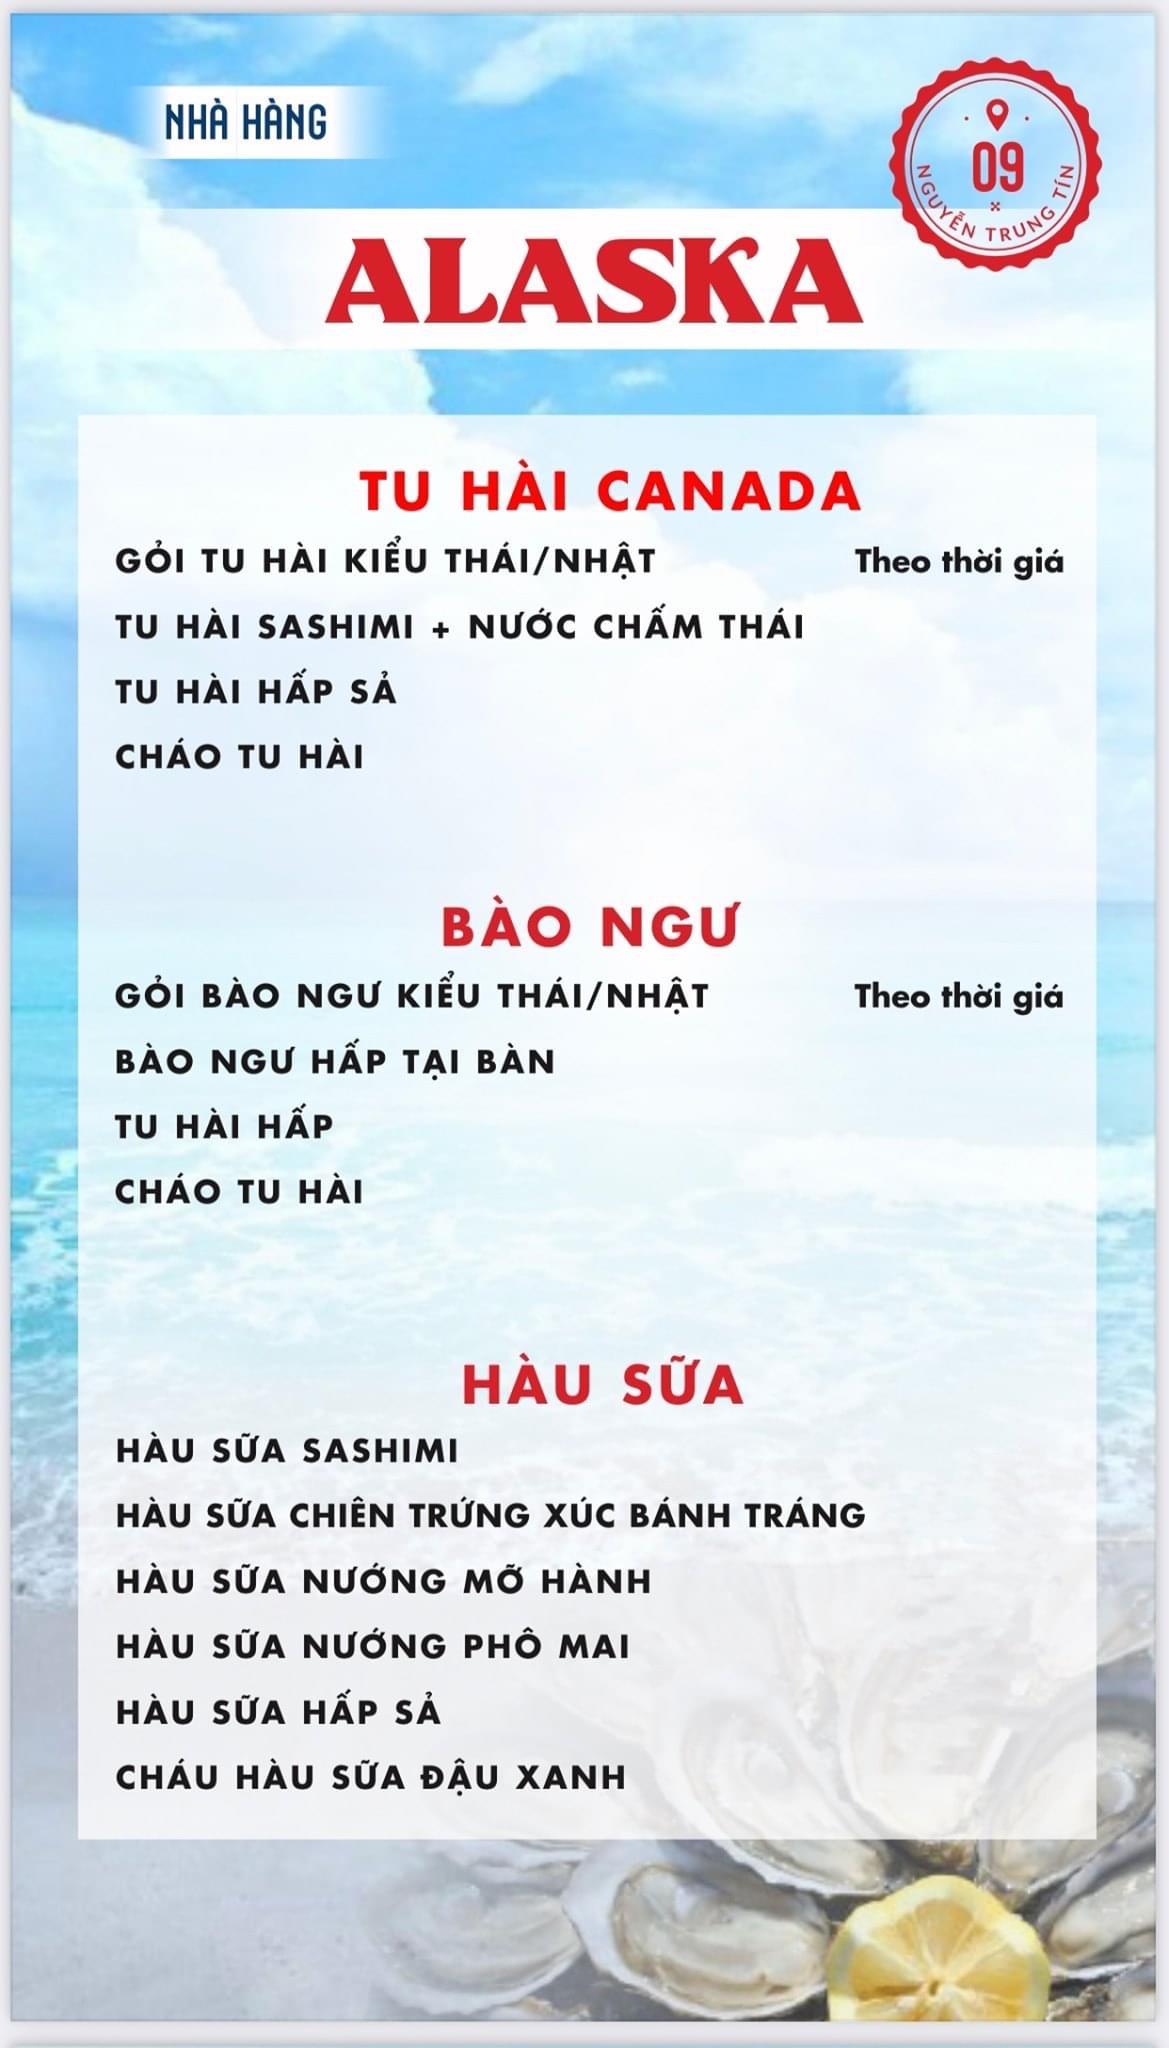 NHÀ HÀNG
09
NGUYỄN TRUNG TÍN
ALASKA
TU HÀI CANADA
GỎI TU HÀI KIỂU THÁI/NHẬT Theo thời giá
TU HÀI SASHIMI + NƯỚC CHẤM THÁI
TU HÀI HẤP SẢ
CHÁO TU HÀI
BÀO NGƯ
GỎI BÀO NGƯ KIỂU THÁI/NHẬT Theo thời giá
BÀO NGƯ HẤP TẠI BÀN
TU HÀI HẤP
CHÁO TU HÀI
HÀU SỮA
HÀU SỮA SASHIMI
HÀU SỮA CHIÊN TRỨNG XÚC BÁNH TRÁNG
HÀU SỮA NƯỚNG MỠ HÀNH
HÀU SỮA NƯỚNG PHÔ MAI
HÀU SỮA HẤP SẢ
CHÁU HÀU SỮA ĐẬU XANH